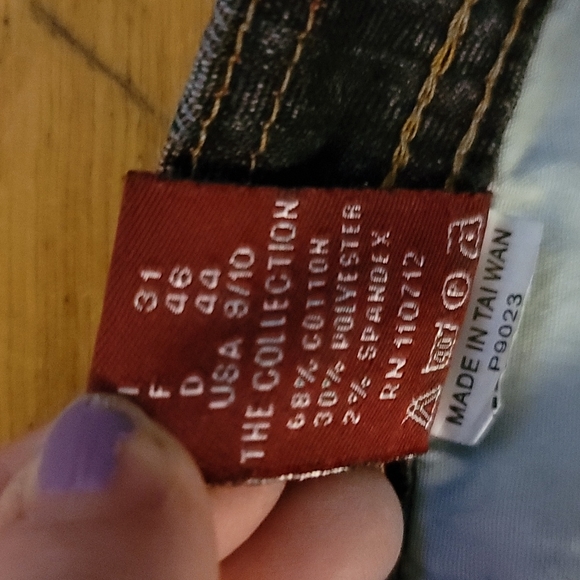 I 31
F 46
D 44
USA 9/10
THE COLLECTION
68% COTTON
30% POLYESTER
2% SPANDEX
RN 110712
MADE IN TAIWAN
P9023